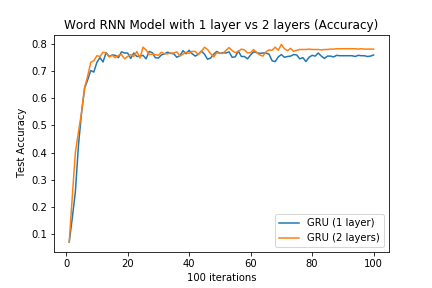 Word RNN Model with 1 layer vs 2 layers (Accuracy)
0.8
0.7
0.6
0.5
0.4
0.3
0.2
0.1
Test Accuracy
GRU (1 layer)
GRU (2 layers)
0 20 40 60 80 100
100 iterations